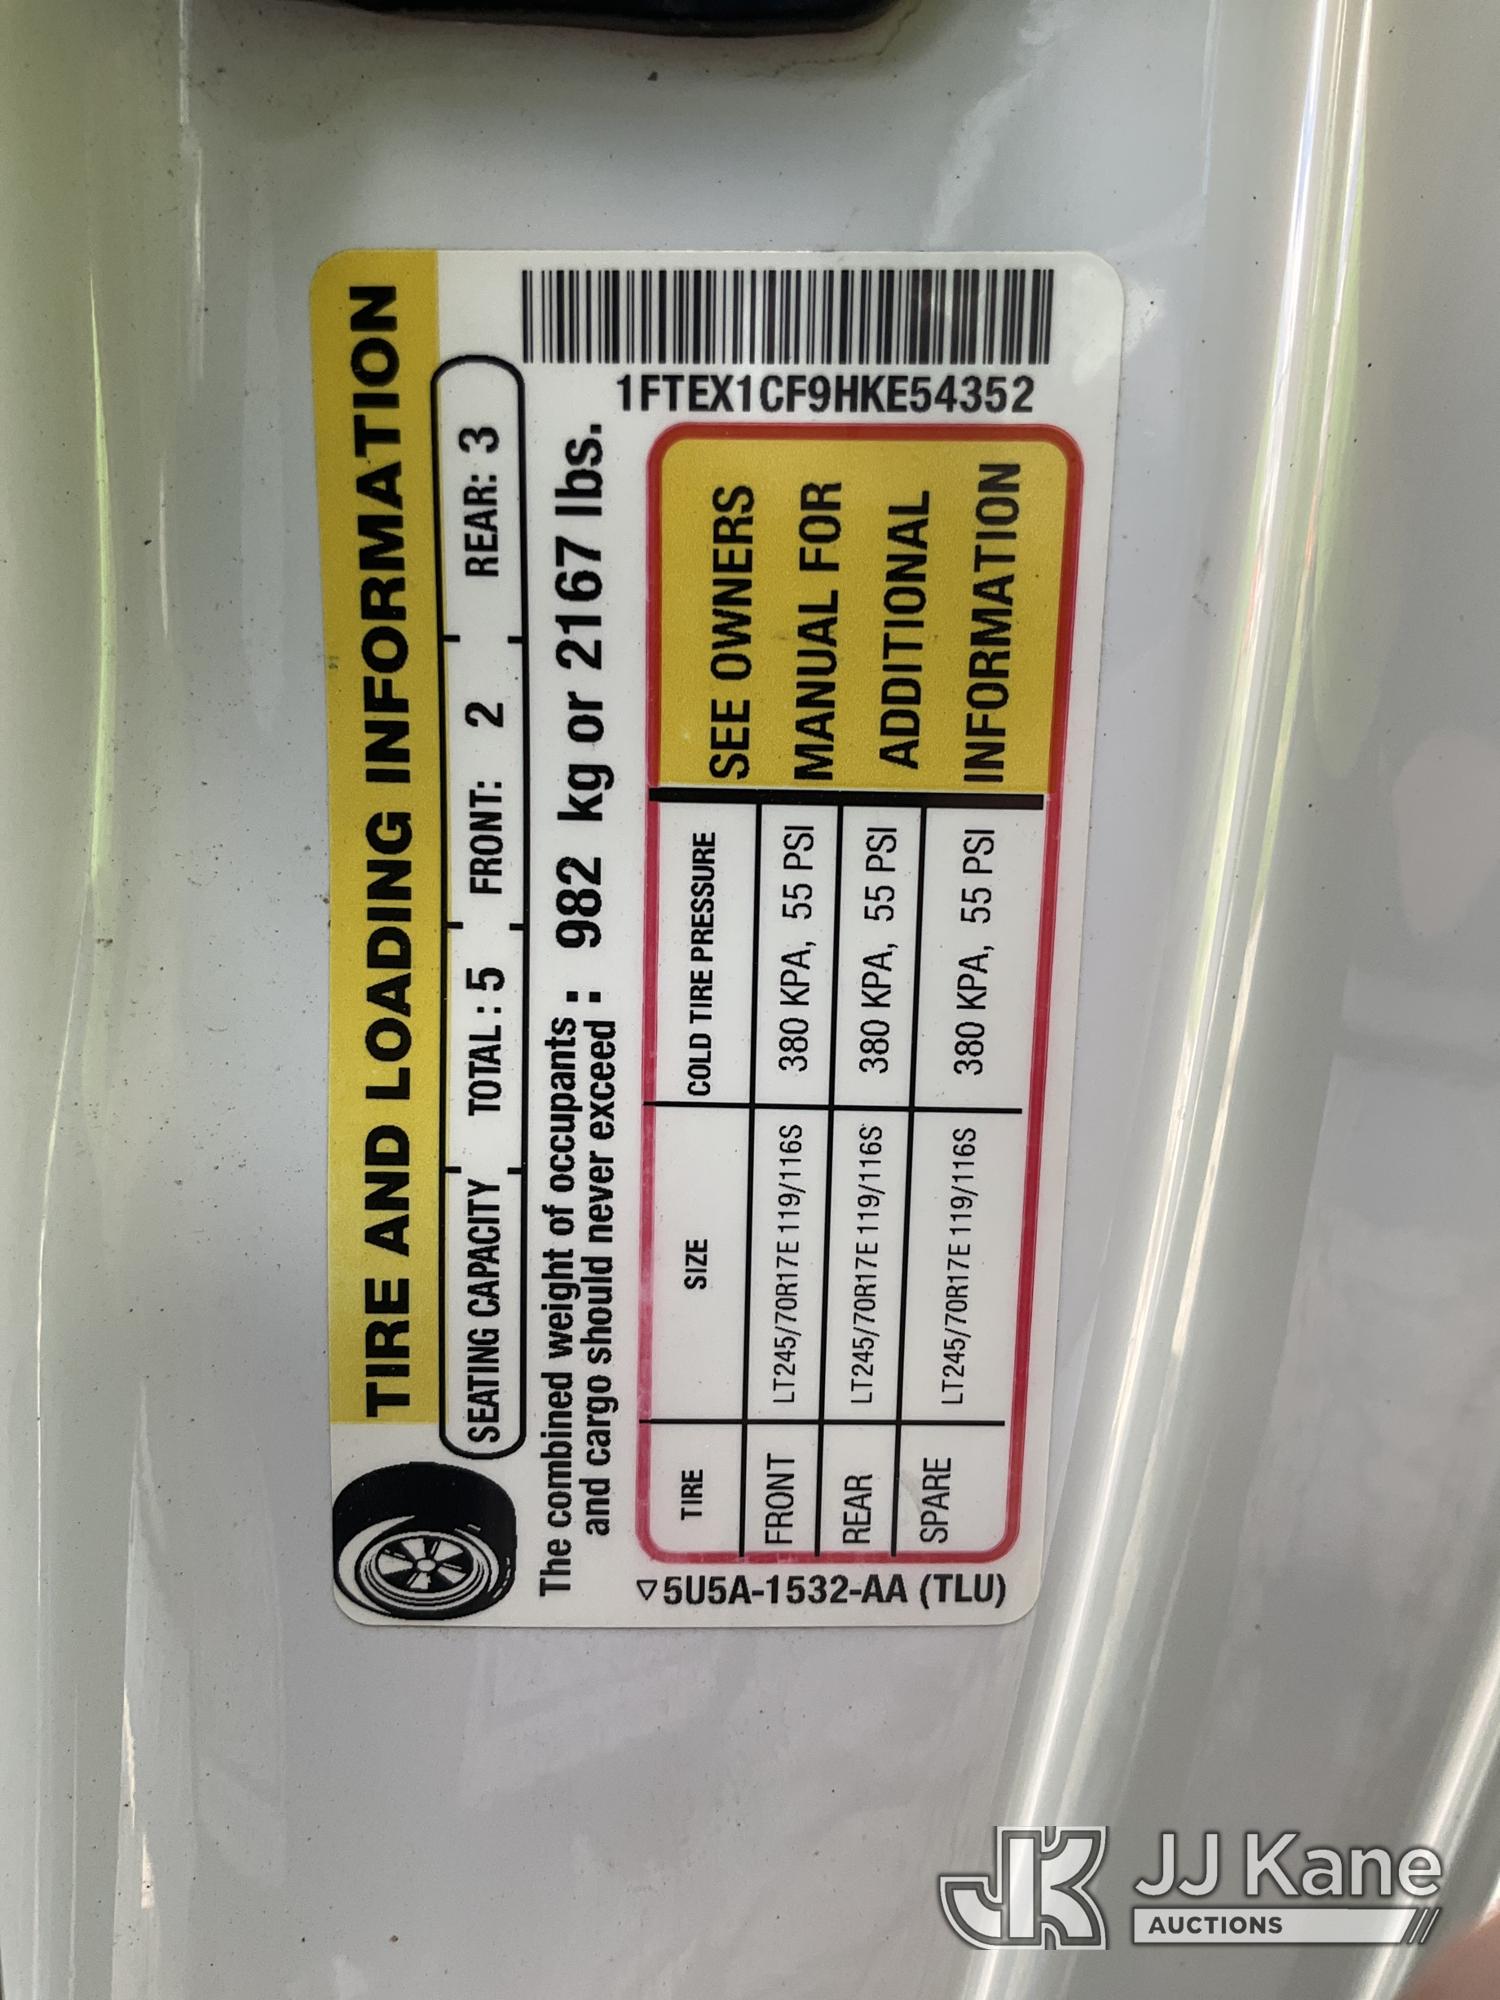 TIRE AND LOADING INFORMATION
SEATING CAPACITY TOTAL : 5 FRONT: 2 REAR: 3
The combined weight of occupants :
and cargo should never exceed : 982 kg or 2167 lbs.
1FTEX1CF9HKE54352
TIRE SIZE COLD TIRE PRESSURE
FRONT LT245/70R17E 119/116S 380 KPA, 55 PSI
REAR LT245/70R17E 119/116S 380 KPA, 55 PSI
SPARE LT245/70R17E 119/116S 380 KPA, 55 PSI
SEE OWNERS
MANUAL FOR
ADDITIONAL
INFORMATION
5U5A-1532-AA (TLU)
JK JJ Kane
AUCTIONS